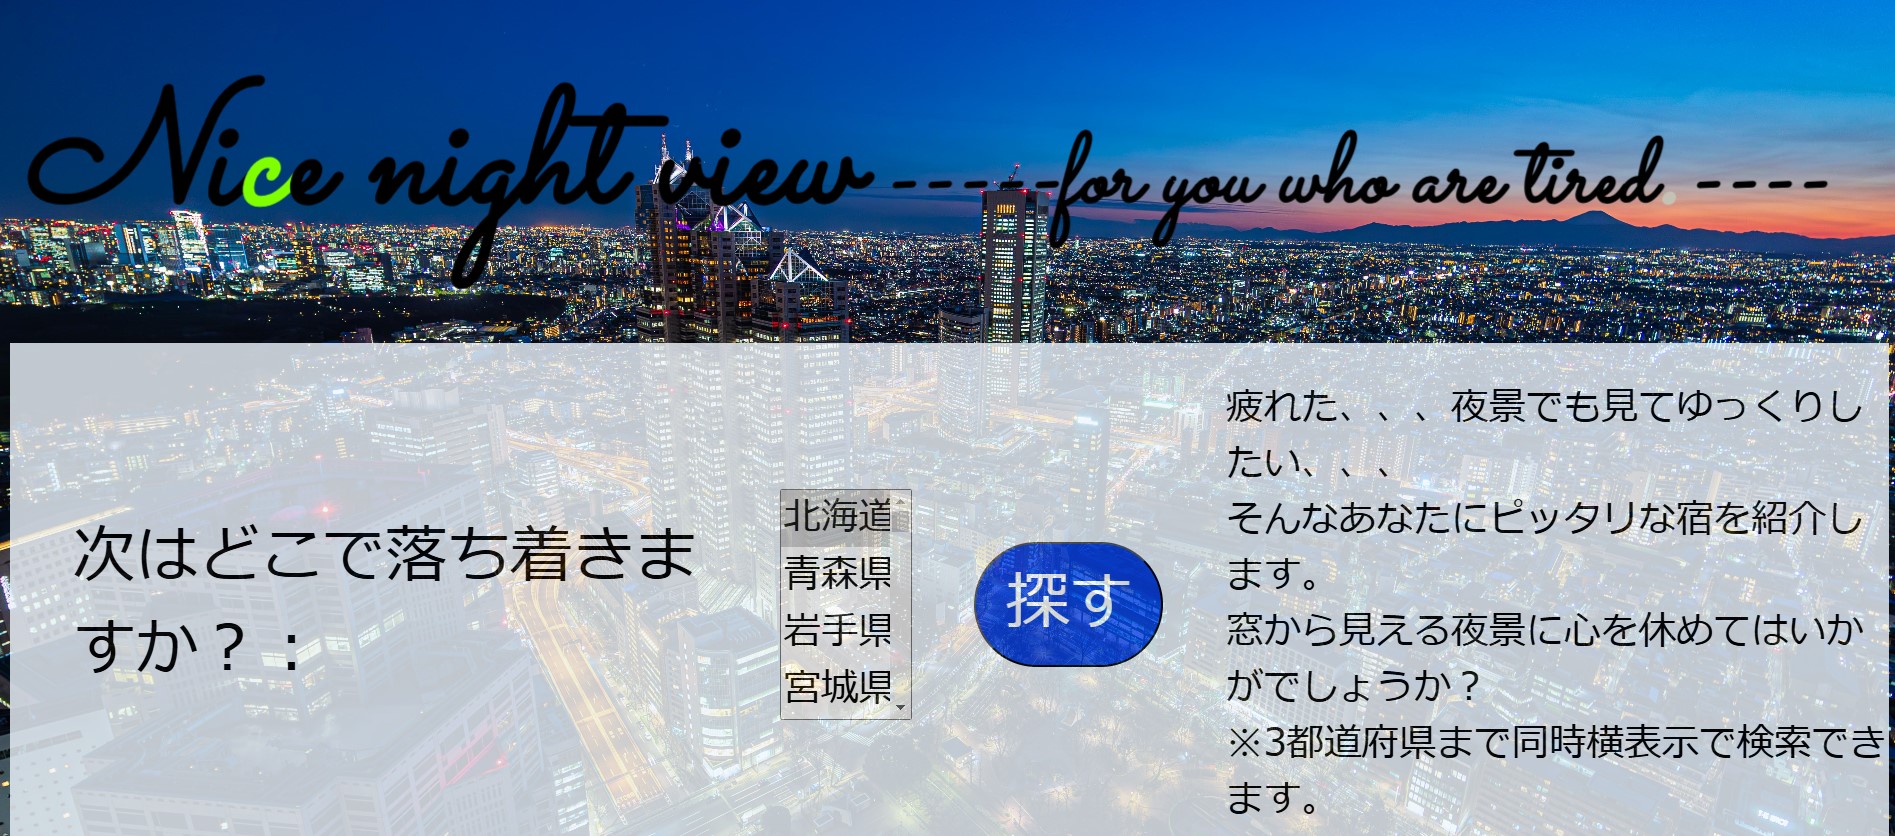 Nice night view -----for you who are tired. ----
次はどこで落ち着きま
すか？：
北海道
青森県
岩手県
宮城県
探す
疲れた、、、夜景でも見てゆっくりし
たい、、、
そんなあなたにピッタリな宿を紹介し
ます。
窓から見える夜景に心を休めてはいか
がでしょうか？
※3都道府県まで同時横表示で検索でき
ます。